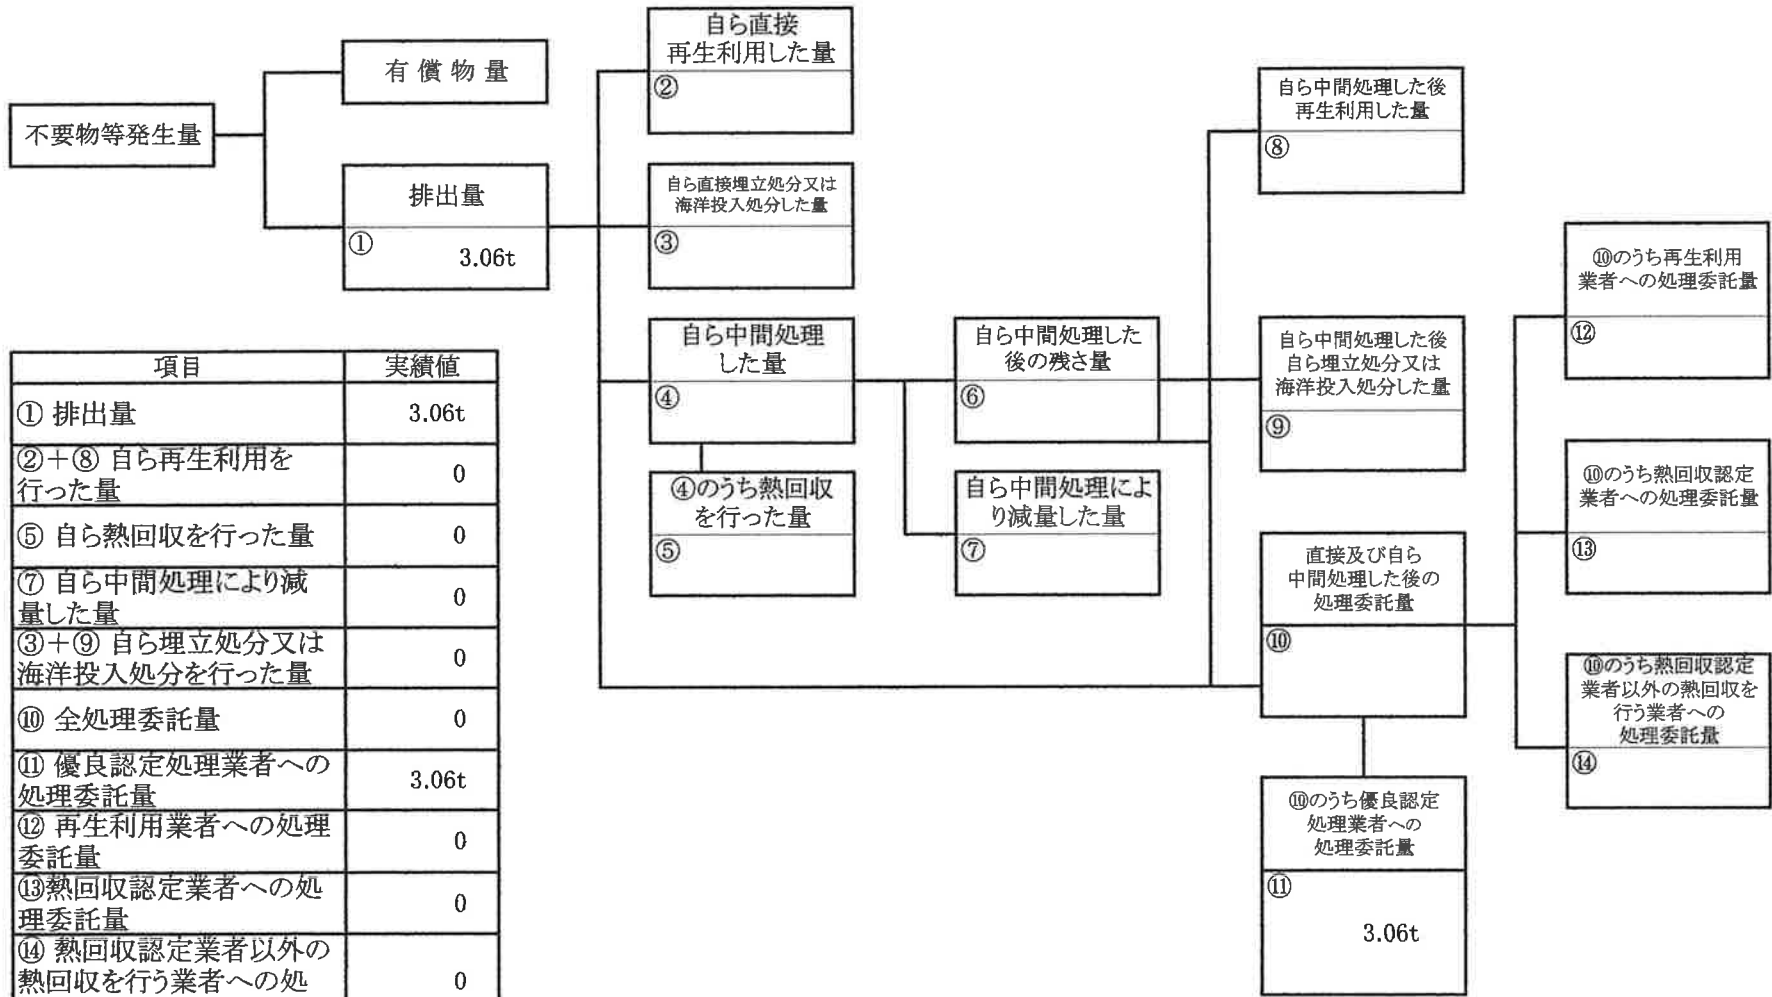 不要物等発生量
有償物量
排出量
①
3.06t
自ら直接
再生利用した量
②
自ら直接埋立処分又は
海洋投入処分した量
③
自ら中間処理
した量
④
④のうち熱回収
を行った量
⑤
自ら中間処理した
後の残さ量
⑥
自ら中間処理によ
り減量した量
⑦
自ら中間処理した後
再生利用した量
⑧
自ら中間処理した後
自ら埋立処分又は
海洋投入処分した量
⑨
直接及び自ら
中間処理した後の
処理委託量
⑩
⑩のうち優良認定
処理業者への
処理委託量
⑪
3.06t
⑩のうち再生利用
業者への処理委託量
⑫
⑩のうち熱回収認定
業者への処理委託量
⑬
⑩のうち熱回収認定
業者以外の熱回収を
行う業者への
処理委託量
⑭
項目 実績値
① 排出量 3.06t
②+⑧ 自ら再生利用を
行った量 0
⑤ 自ら熱回収を行った量 0
⑦ 自ら中間処理により減
量した量 0
③+⑨ 自ら埋立処分又は
海洋投入処分を行った量 0
⑩ 全処理委託量 0
⑪ 優良認定処理業者への
処理委託量 3.06t
⑫ 再生利用業者への処理
委託量 0
⑬熱回収認定業者への処
理委託量 0
⑭ 熱回収認定業者以外の
熱回収を行う業者への処 0